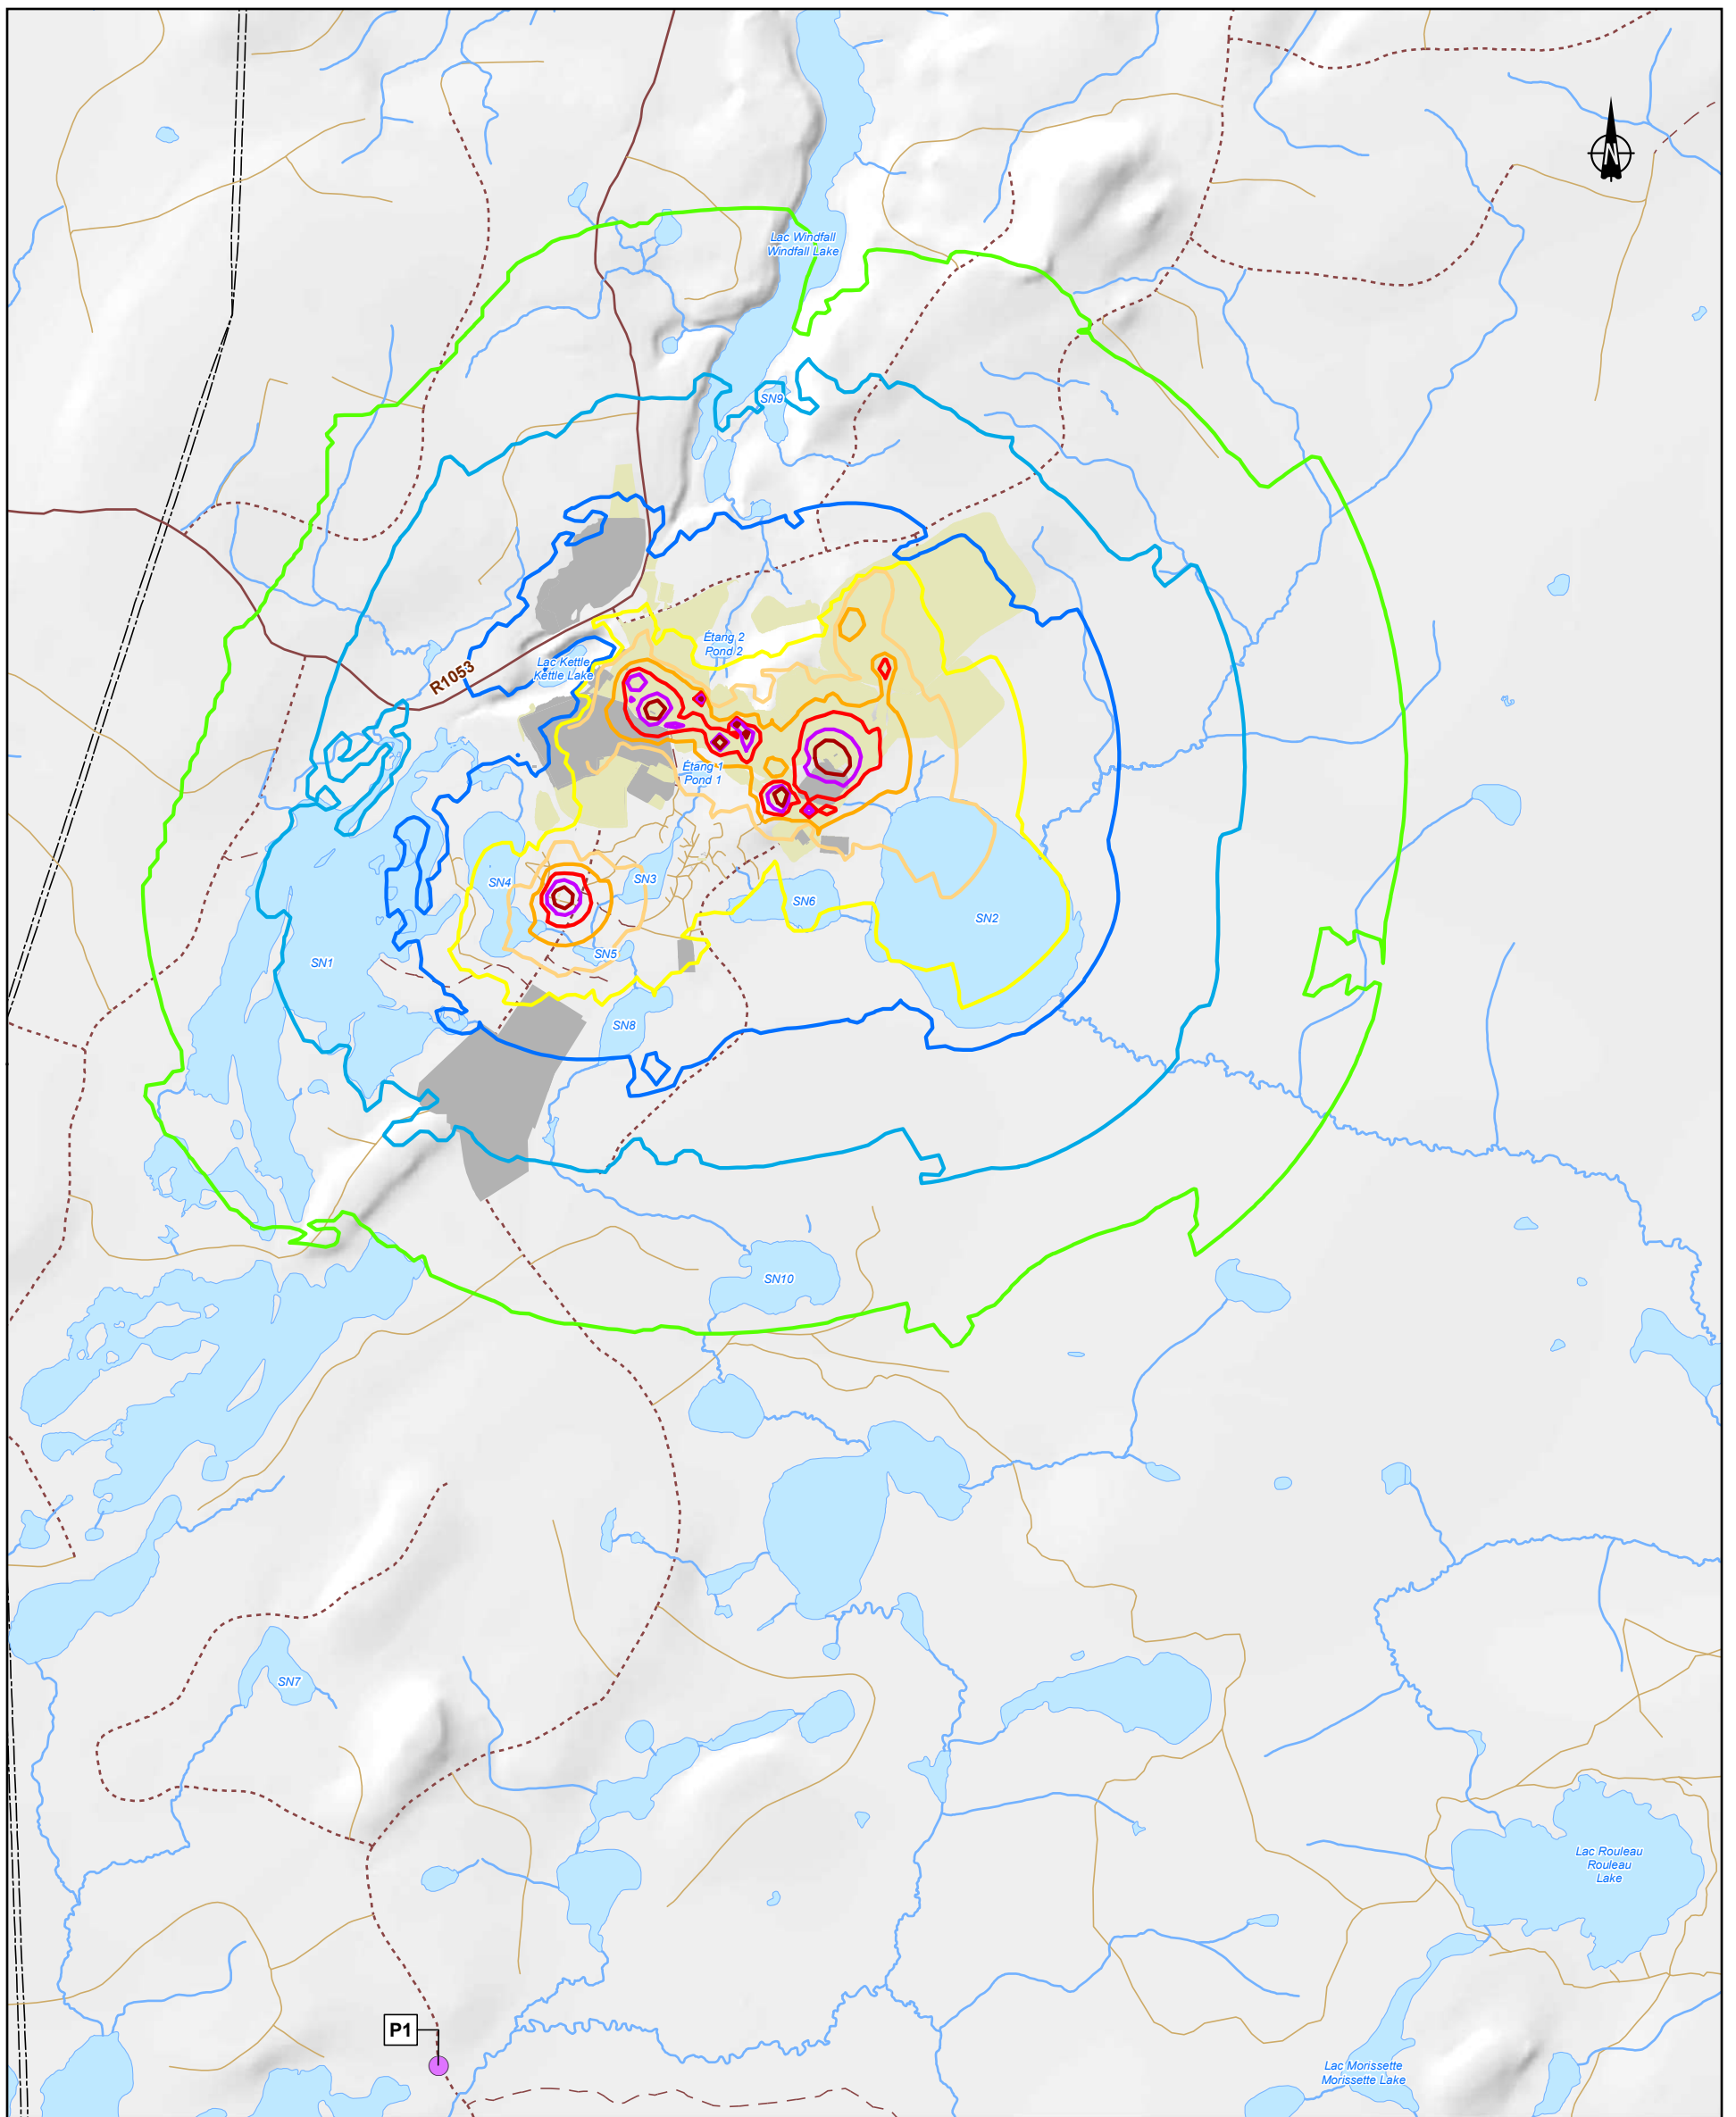 N
Lac Windfall
Windfall Lake
SN9
Étang 2
Pond 2
Lac Kettle
Kettle Lake
R1053
Étang 1
Pond 1
SN4
SN3
SN6
SN2
SN5
SN1
SN8
SN10
SN7
Lac Rouleau
Rouleau
Lake
P1
Lac Morissette
Morissette Lake